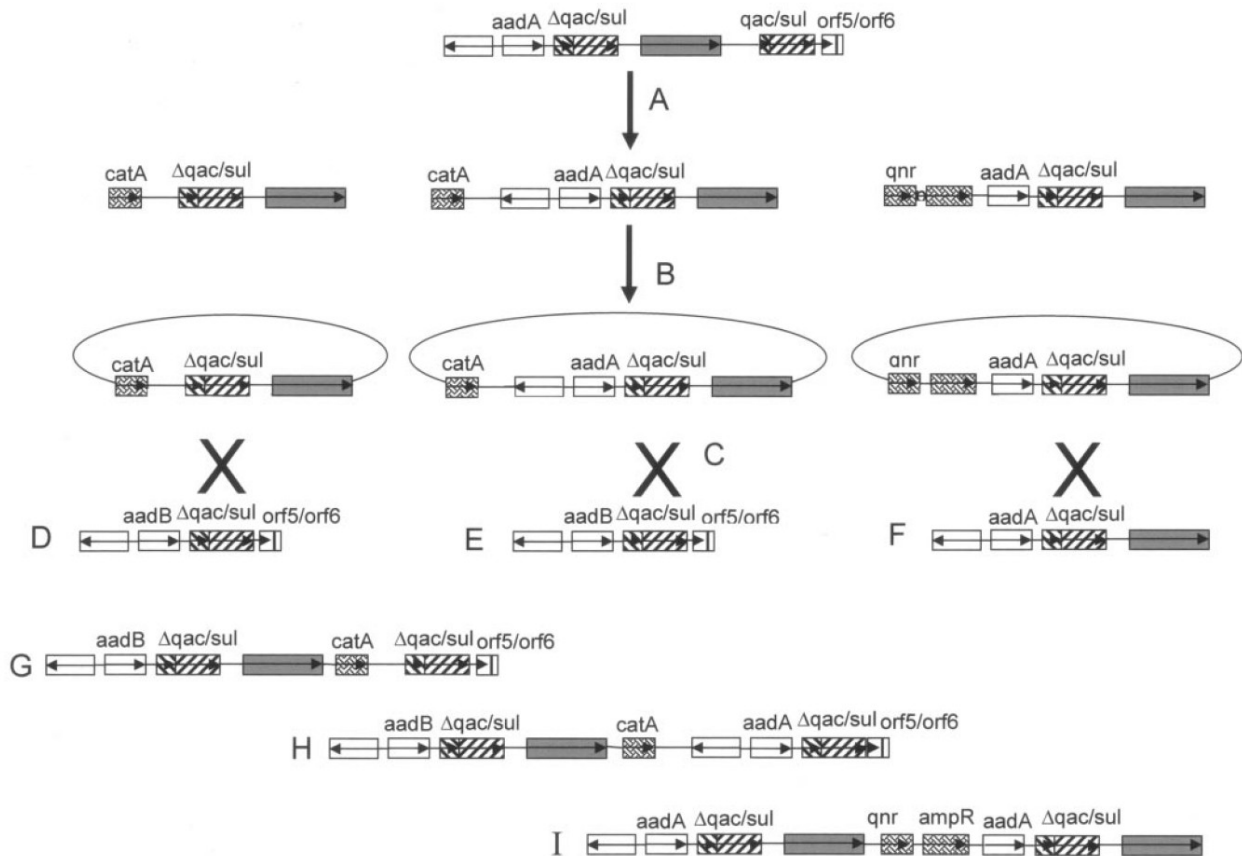 aadA Δqac/sul qac/sul orf5/orf6
A
catA Δqac/sul catA aadA Δqac/sul qnr aadA Δqac/sul
B
catA Δqac/sul catA aadA Δqac/sul qnr aadA Δqac/sul
C
D aadB Δqac/sul orf5/orf6 E aadB Δqac/sul orf5/orf6 F aadA Δqac/sul
G aadB Δqac/sul catA Δqac/sul orf5/orf6
H aadB Δqac/sul catA aadA Δqac/sul orf5/orf6
I aadA Δqac/sul qnr ampR aadA Δqac/sul